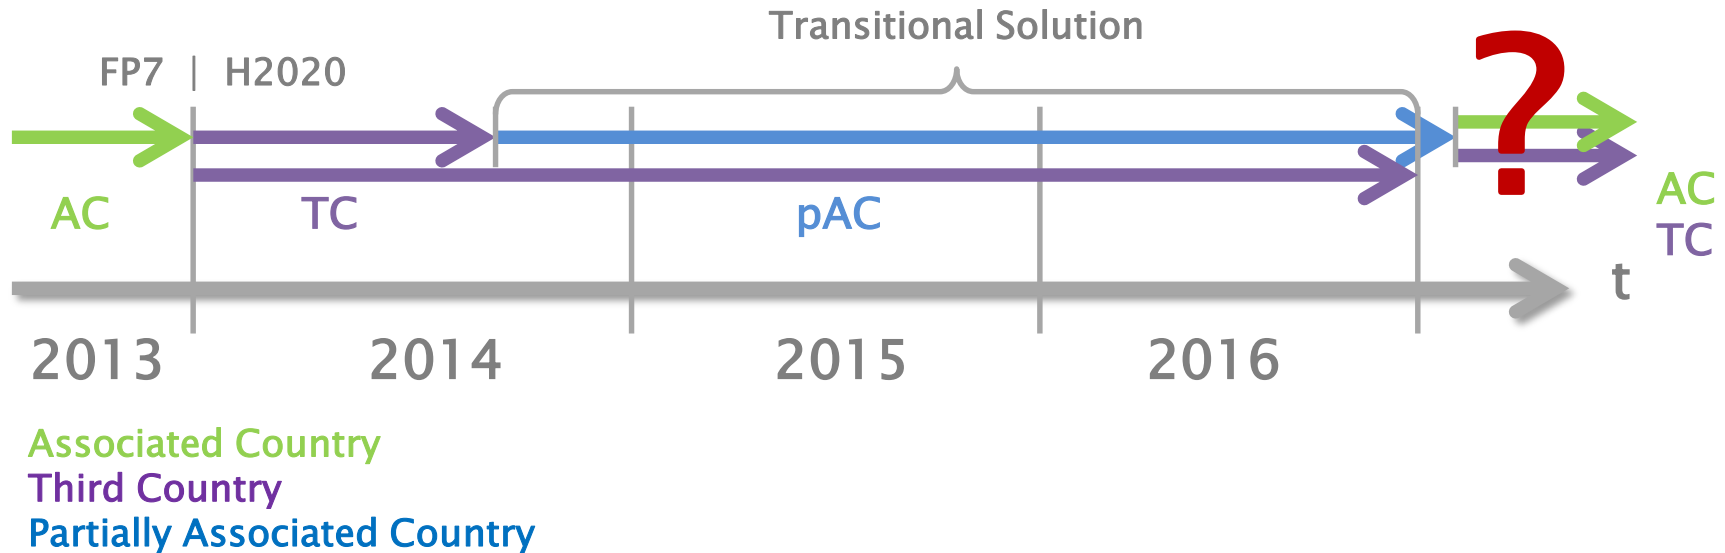 Transitional Solution
FP7 | H2020
?
AC
TC
pAC
AC
TC
t
2013
2014
2015
2016
Associated Country
Third Country
Partially Associated Country